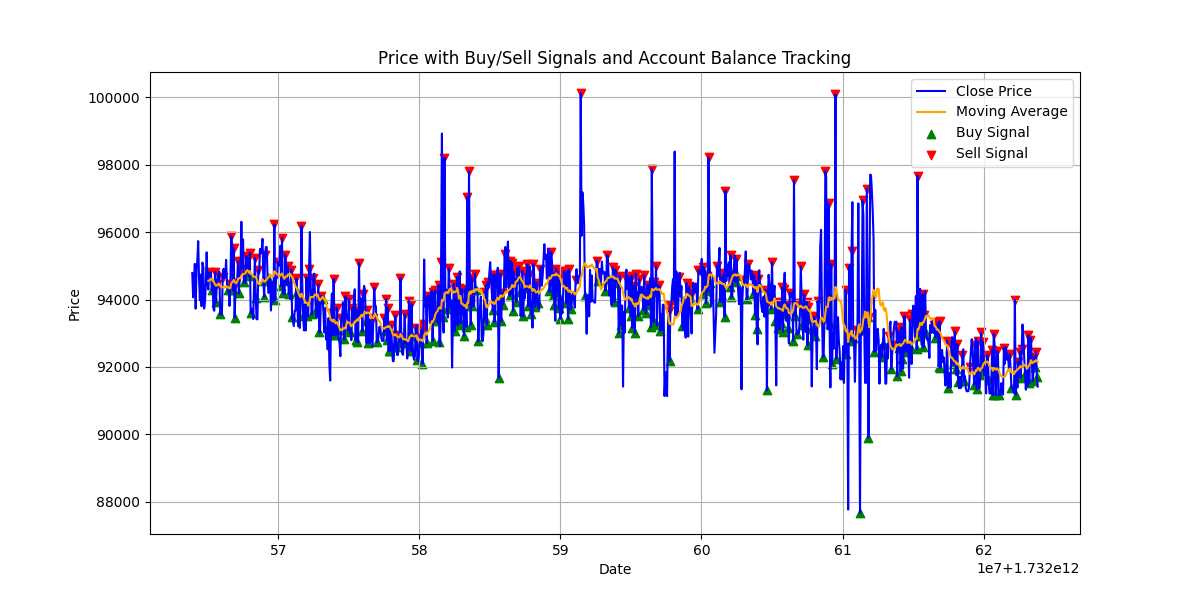 Price with Buy/Sell Signals and Account Balance Tracking
Close Price
Moving Average
Buy Signal
Sell Signal
100000
98000
96000
94000
92000
90000
88000
Price
57
58
59
60
61
62
1e7+1.732e12
Date